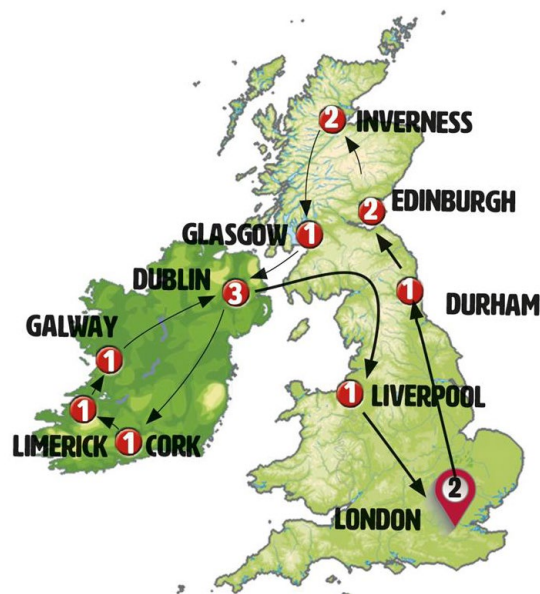 2 INVERNESS
2 EDINBURGH
GLASGOW 1
DUBLIN 3
1 DURHAM
GALWAY
1
1 LIVERPOOL
1
LIMERICK 1 CORK
2
LONDON